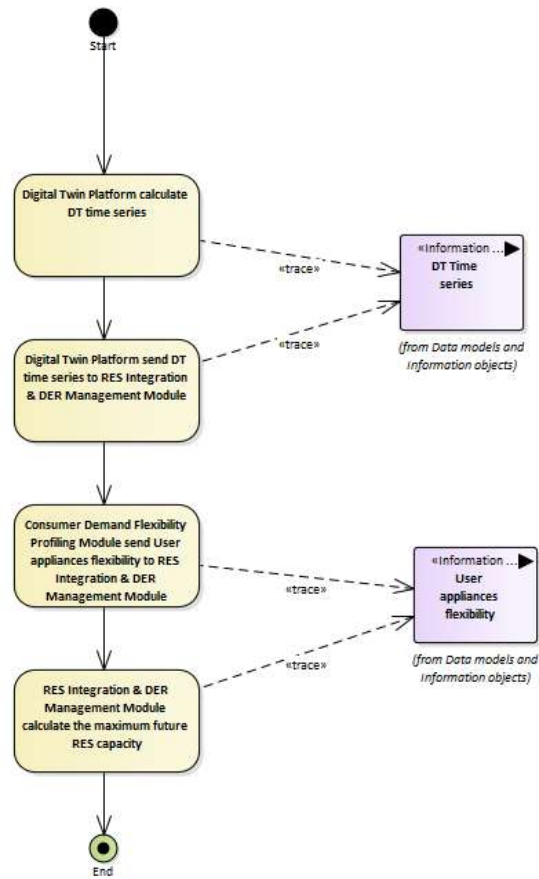 Start
Digital Twin Platform calculate
DT time series
«Information ...
DT Time
series
«trace»
(from Data models and
Information objects)
«trace»
Digital Twin Platform send DT
time series to RES Integration
& DER Management Module
Consumer Demand Flexibility
Profiling Module send User
appliances flexibility to RES
Integration & DER
Management Module
«Information ...
User
appliances
flexibility
«trace»
(from Data models and
Information objects)
«trace»
RES Integration & DER
Management Module
calculate the maximum future
RES capacity
End